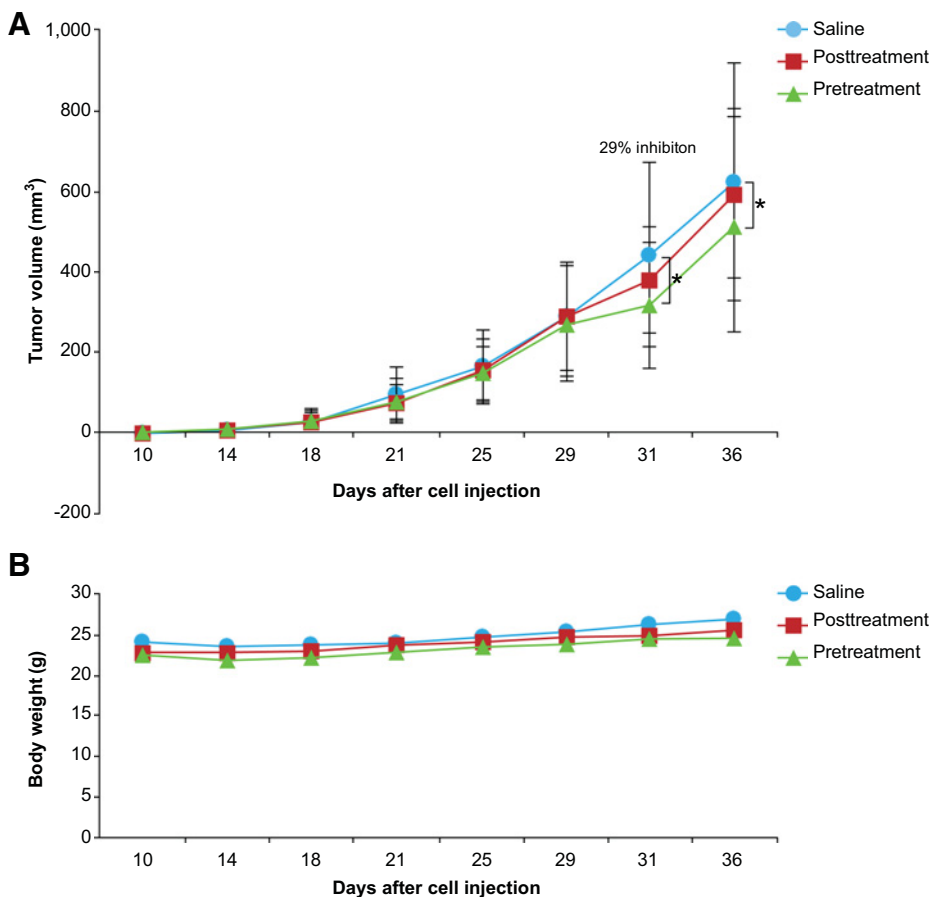 A
1,000
800
600
400
200
0
-200
Tumor volume (mm³)
29% inhibiton
*
*
10 14 18 21 25 29 31 36
Days after cell injection
Saline
Posttreatment
Pretreatment
B
30
25
20
15
10
5
0
Body weight (g)
10 14 18 21 25 29 31 36
Days after cell injection
Saline
Posttreatment
Pretreatment